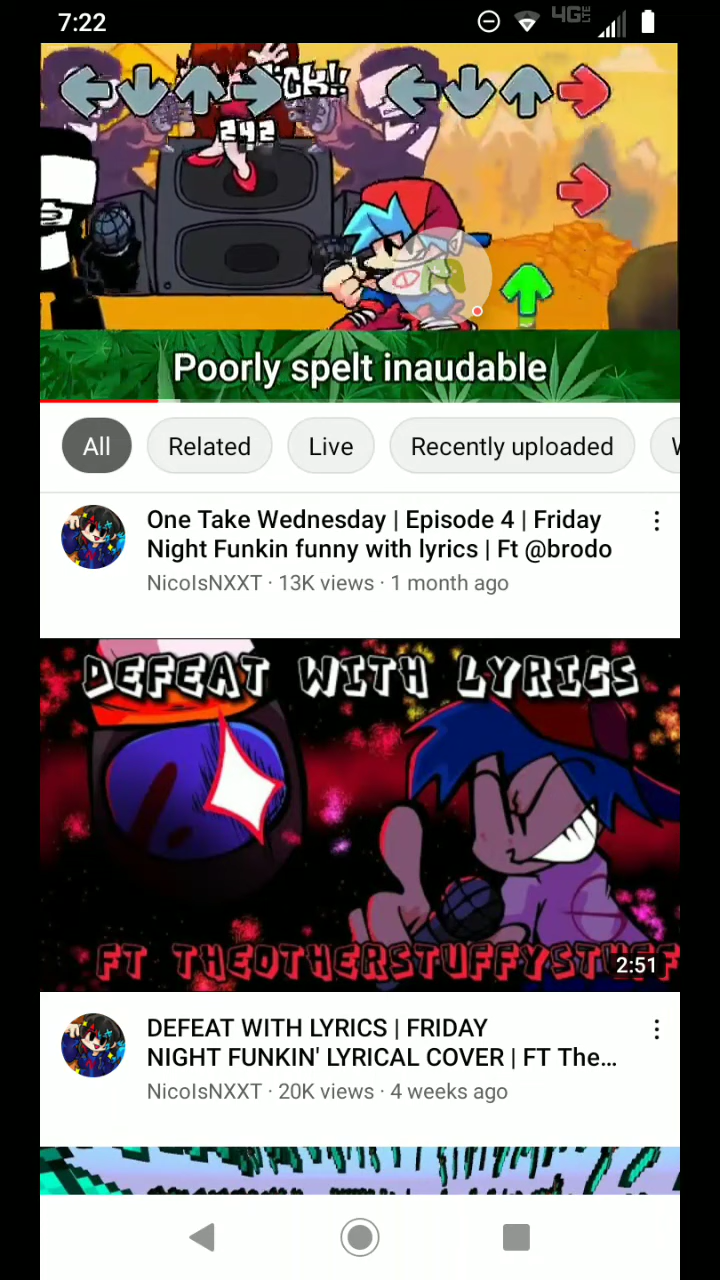 7:22
4G LTE
242
Poorly spelt inaudable
All
Related
Live
Recently uploaded
One Take Wednesday | Episode 4 | Friday
Night Funkin funny with lyrics | Ft @brodo
NicoIsNXXT · 13K views · 1 month ago
DEFEAT WITH LYRICS
FT THEOTHERSTUFFYSTUFF
2:51
DEFEAT WITH LYRICS | FRIDAY
NIGHT FUNKIN' LYRICAL COVER | FT The...
NicoIsNXXT · 20K views · 4 weeks ago